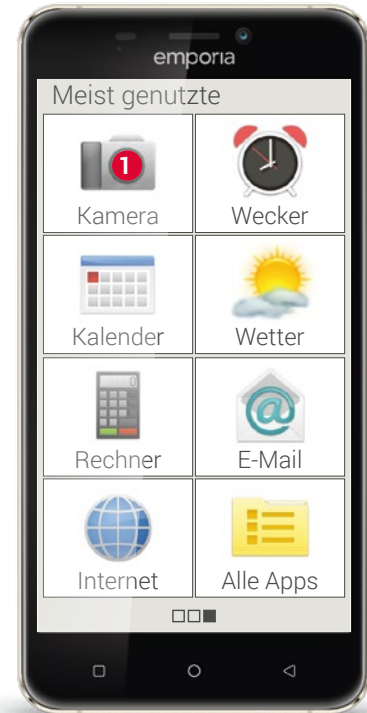 emporia
Meist genutzte
1
Kamera
Wecker
Kalender
Wetter
Rechner
E-Mail
Internet
Alle Apps